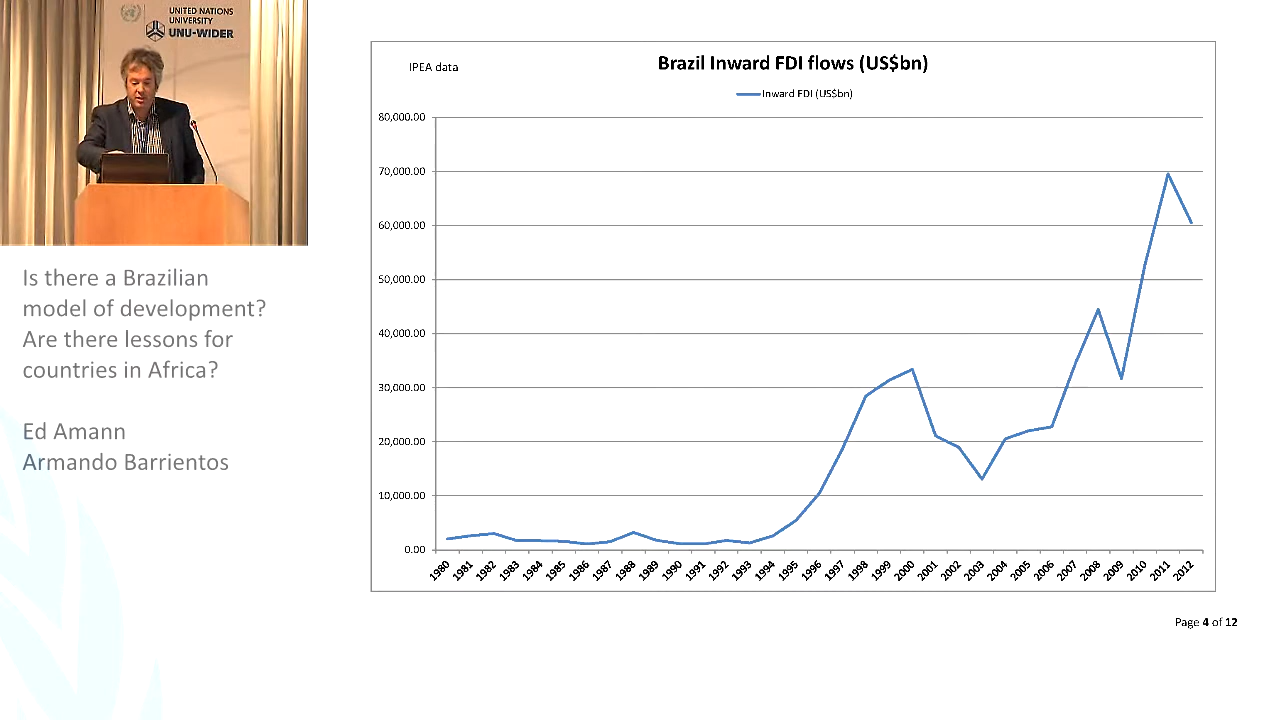 UNITED NATIONS
UNIVERSITY
UNU-WIDER
Is there a Brazilian
model of development?
Are there lessons for
countries in Africa?
Ed Amann
Armando Barrientos
IPEA data
Brazil Inward FDI flows (US$bn)
Inward FDI (US$bn)
80,000.00
70,000.00
60,000.00
50,000.00
40,000.00
30,000.00
20,000.00
10,000.00
0.00
1980 1981 1982 1983 1984 1985 1986 1987 1988 1989 1990 1991 1992 1993 1994 1995 1996 1997 1998 1999 2000 2001 2002 2003 2004 2005 2006 2007 2008 2009 2010 2011 2012
Page 4 of 12